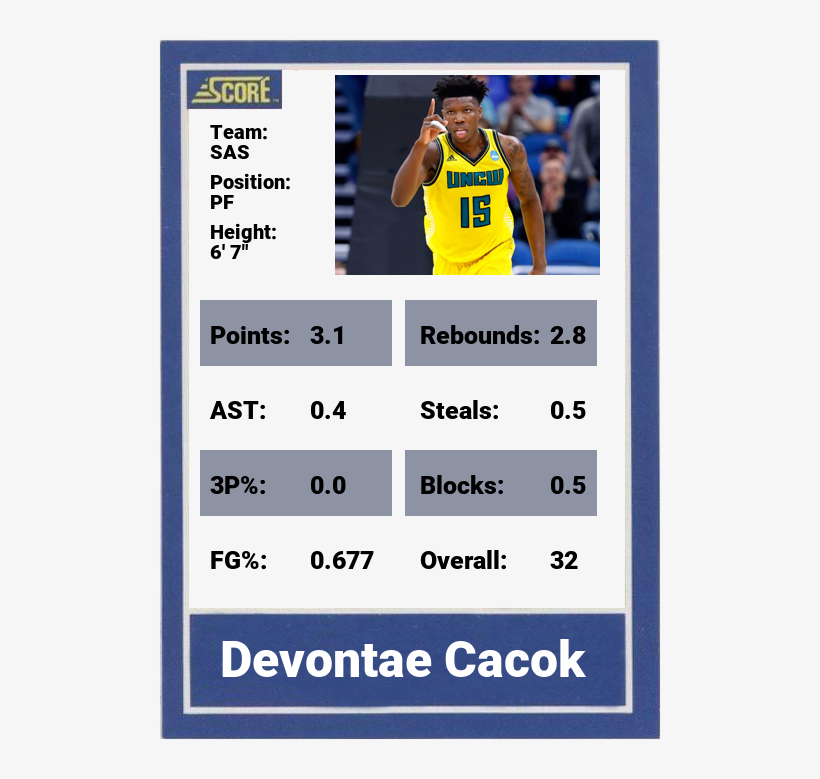 SCORE
Team:
SAS
Position:
PF
Height:
6' 7"
UNCW
15
Points: 3.1 Rebounds: 2.8
AST: 0.4 Steals: 0.5
3P%: 0.0 Blocks: 0.5
FG%: 0.677 Overall: 32
Devontae Cacok